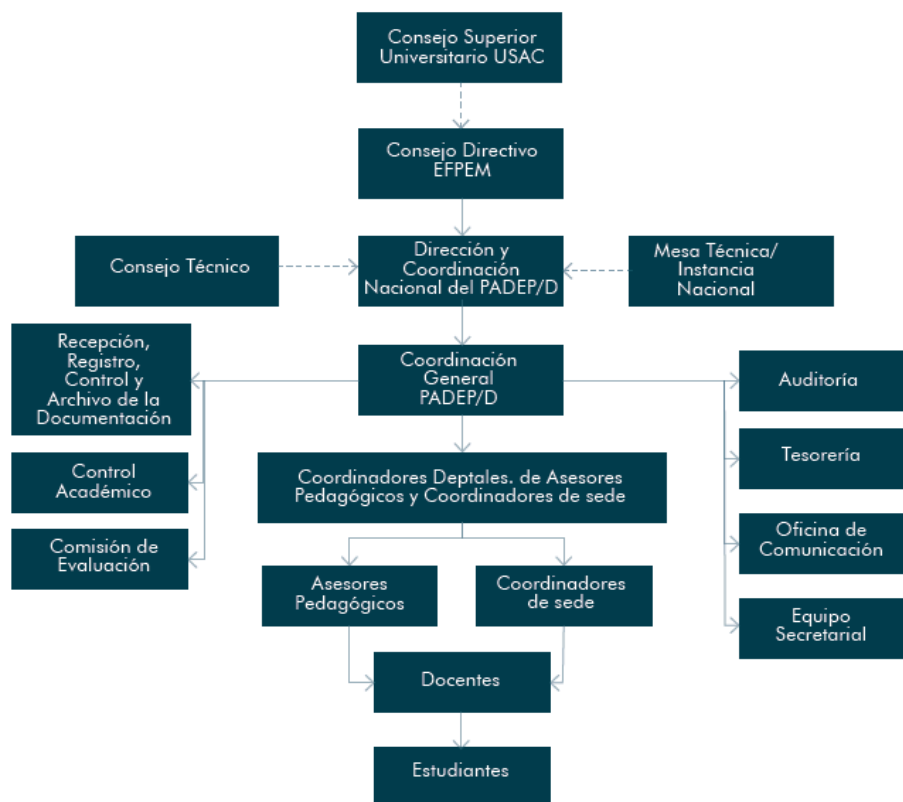 Consejo Superior
Universitario USAC
Consejo Directivo
EFPEM
Consejo Técnico
Dirección y
Coordinación
Nacional del PADEP/D
Mesa Técnica/
Instancia
Nacional
Recepción,
Registro,
Control y
Archivo de la
Documentación
Coordinación
General
PADEP/D
Auditoría
Control
Académico
Coordinadores Deptales. de Asesores
Pedagógicos y Coordinadores de sede
Tesorería
Comisión de
Evaluación
Oficina de
Comunicación
Asesores
Pedagógicos
Coordinadores
de sede
Equipo
Secretarial
Docentes
Estudiantes